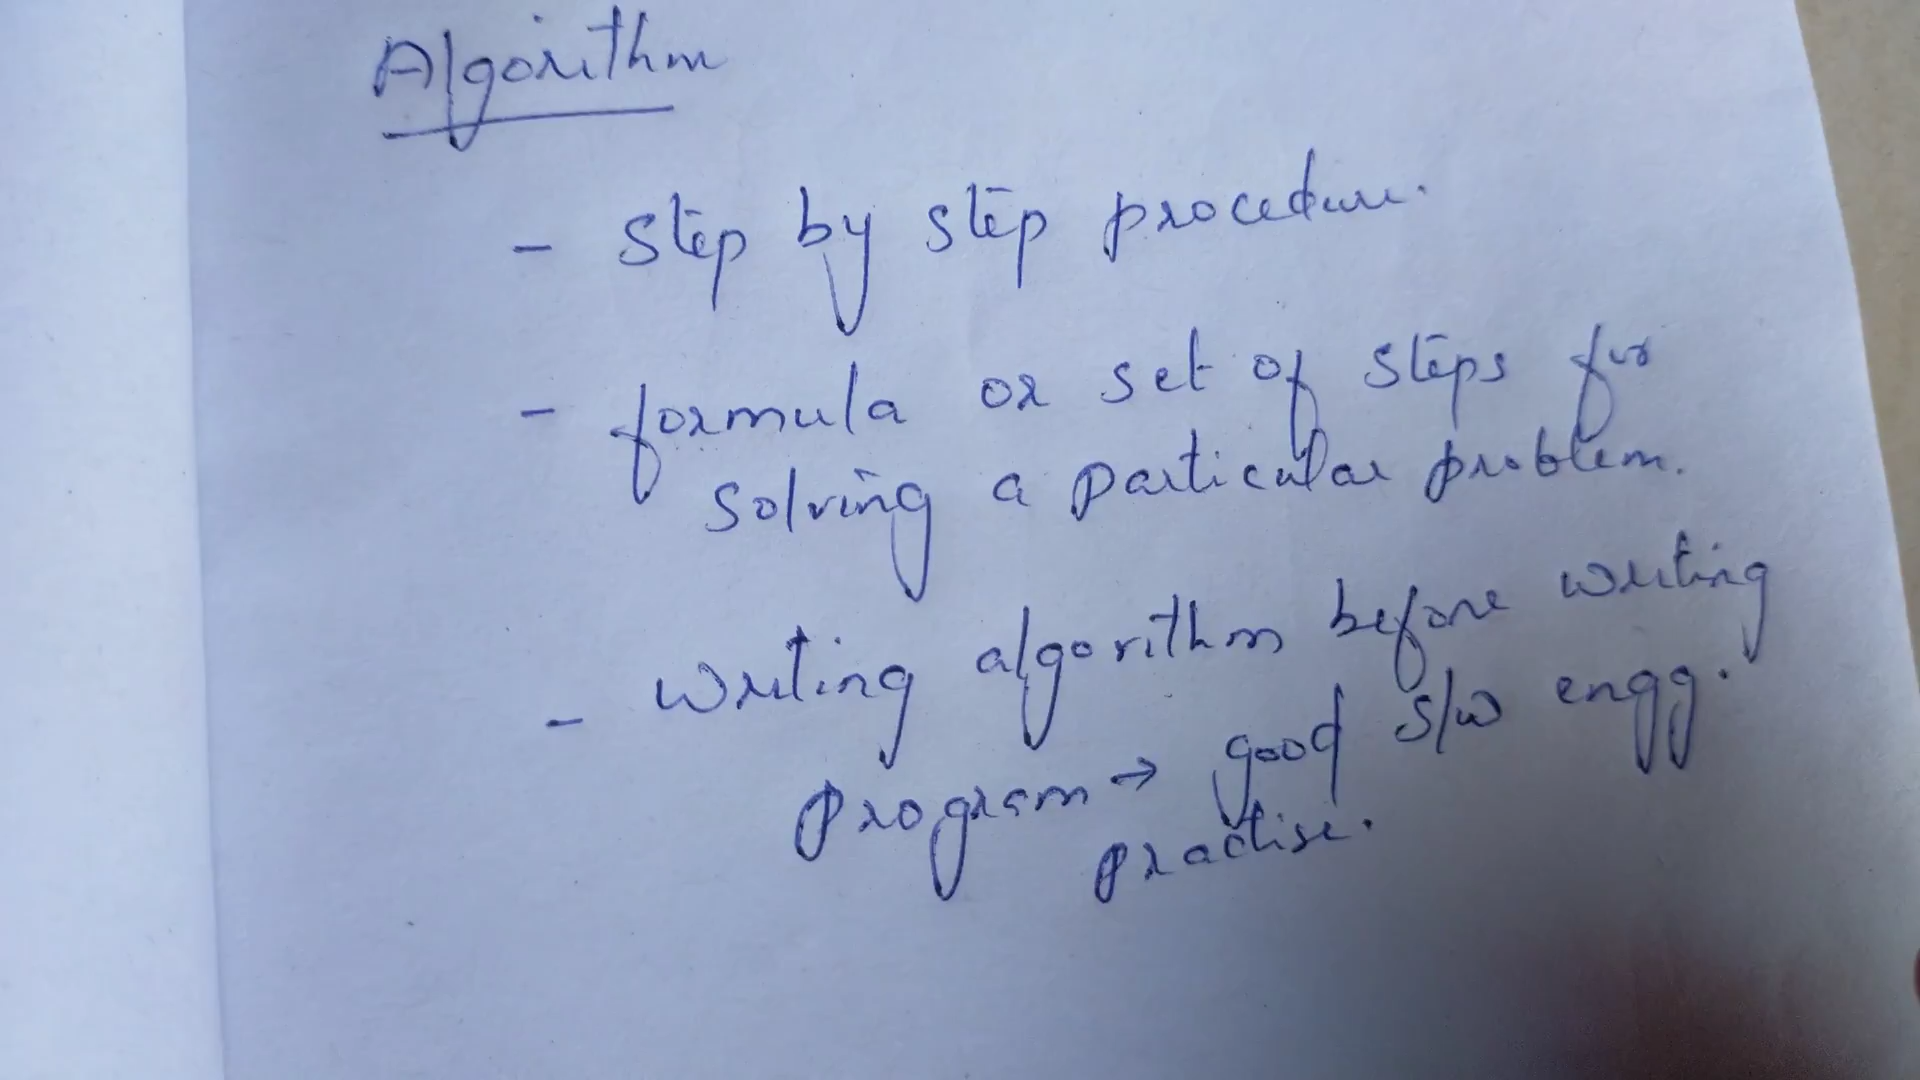 Algorithm
- Step by step procedure.
- formula or set of steps for
solving a particular problem.
- writing algorithm before writing
program → good s/w engg.
practise.